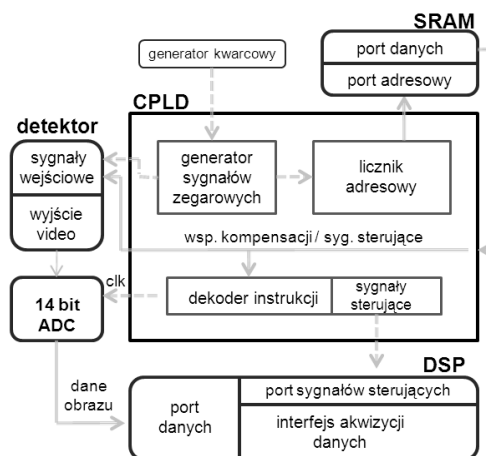 SRAM
generator kwarcowy
port danych
port adresowy
CPLD
detektor
sygnały
wejściowe
wyjście
video
generator
sygnałów
zegarowych
licznik
adresowy
wsp. kompensacji / syg. sterujące
clk
dekoder instrukcji
sygnały
sterujące
14 bit
ADC
DSP
dane
obrazu
port
danych
port sygnałów sterujących
interfejs akwizycji
danych